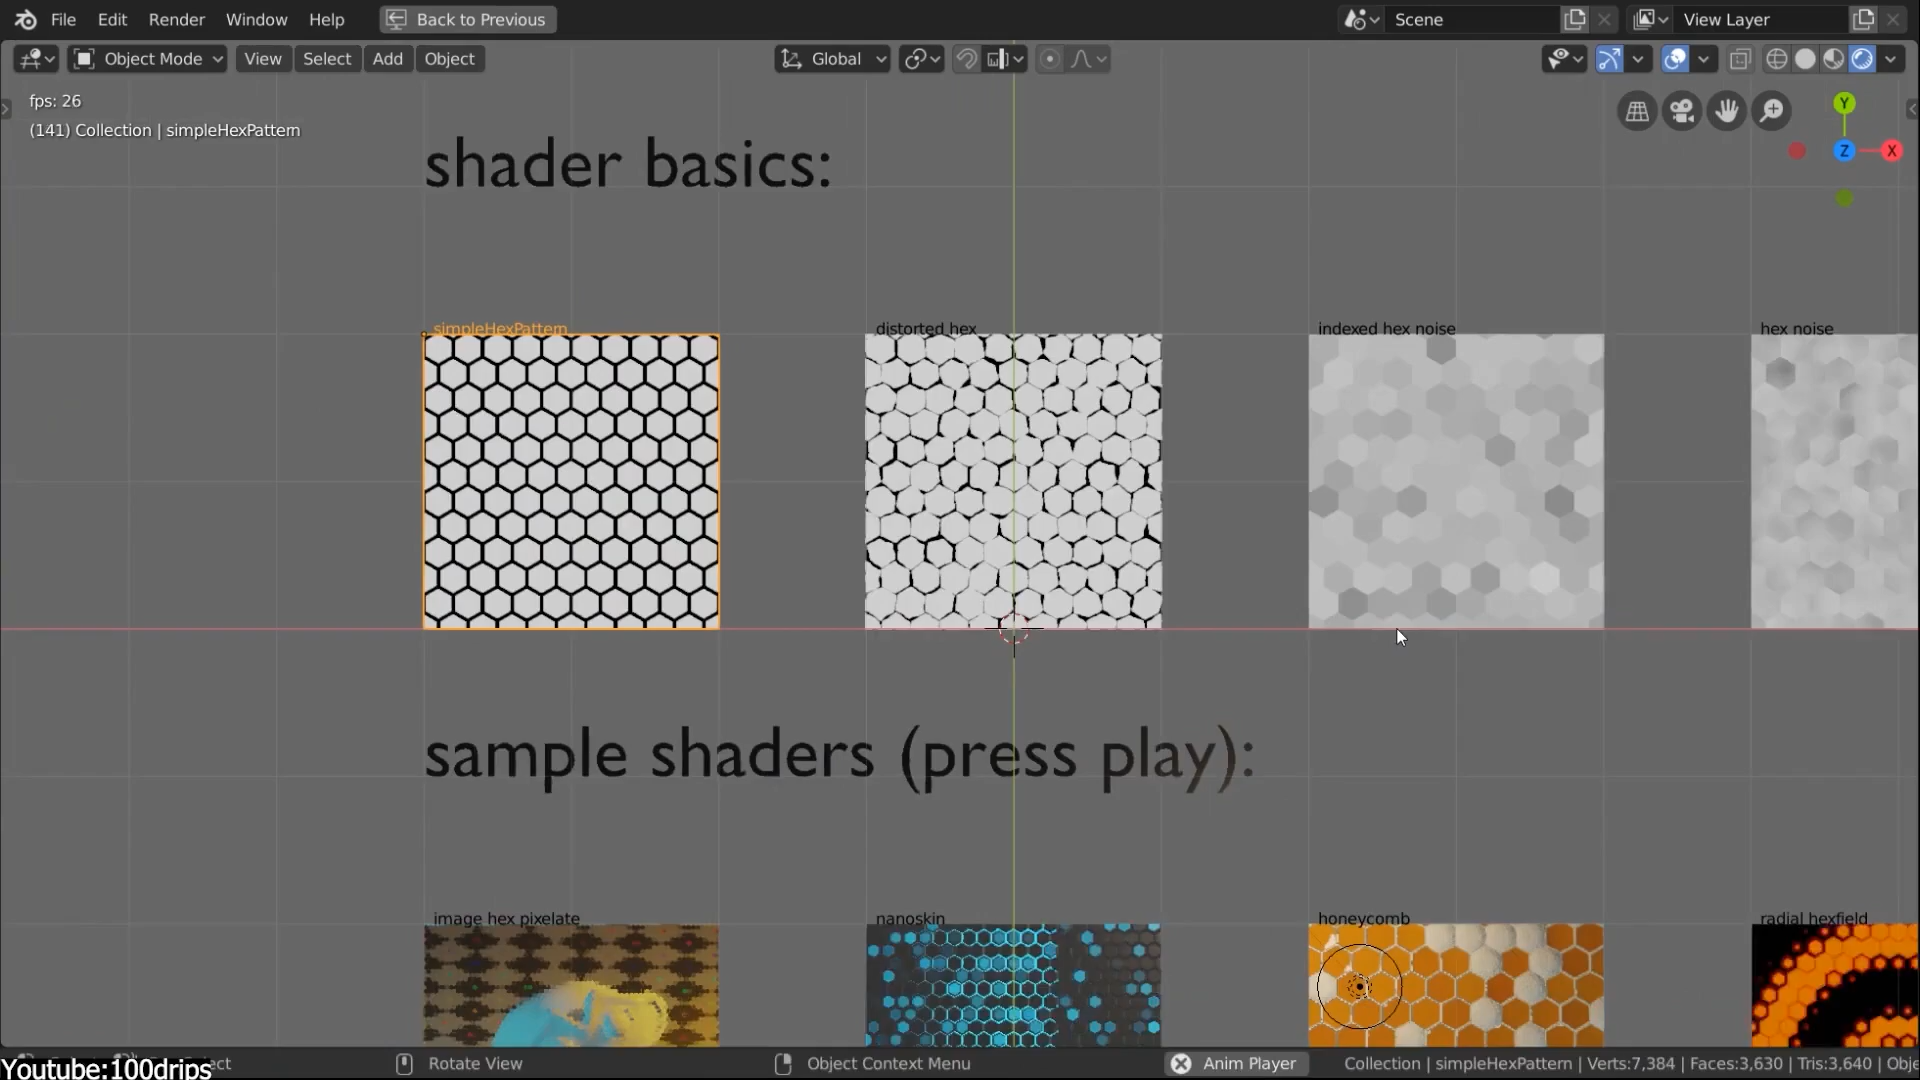 File Edit Render Window Help Back to Previous Scene View Layer
Object Mode View Select Add Object Global
fps: 26
(141) Collection | simpleHexPattern
Y
Z X
shader basics:
simpleHexPattern distorted hex indexed hex noise hex noise
sample shaders (press play):
image hex pixelate nanoskin honeycomb radial hexfield
Rotate View Object Context Menu Anim Player Collection | simpleHexPattern | Verts:7,384 | Faces:3,630 | Tris:3,640 | Obje
Youtube:100drips